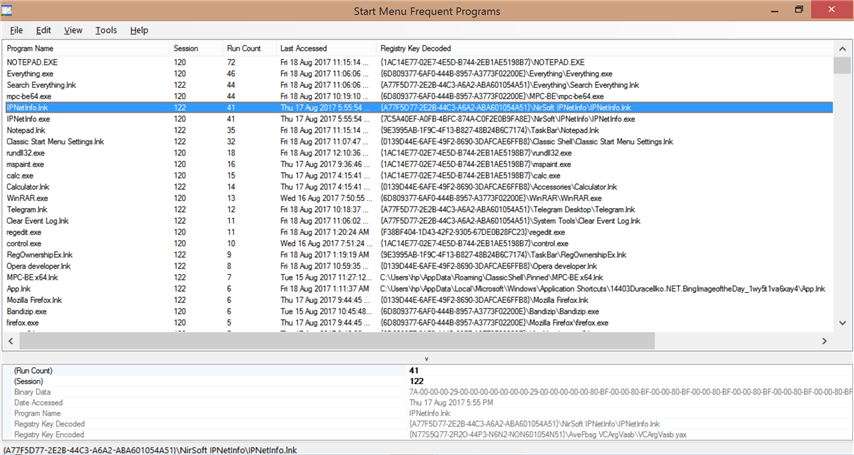 Start Menu Frequent Programs
File Edit View Tools Help
Program Name Session Run Count Last Accessed Registry Key Decoded
NOTEPAD.EXE 120 72 Fri 18 Aug 2017 11:15:14 ... {1AC14E77-02E7-4E5D-B744-2EB1AE5198B7}\NOTEPAD.EXE
Everything.exe 120 46 Fri 18 Aug 2017 11:06:06 ... {6D809377-6AF0-444B-8957-A3773F02200E}\Everything\Everything.exe
Search Everything.lnk 122 44 Fri 18 Aug 2017 11:06:06 ... {A77F5D77-2E2B-44C3-A6A2-ABA601054A51}\Everything\Search Everything.lnk
mpc-be64.exe 120 44 Fri 18 Aug 2017 10:19:10 ... {6D809377-6AF0-444B-8957-A3773F02200E}\MPC-BE\mpc-be64.exe
IPNetInfo.lnk 122 41 Thu 17 Aug 2017 5:55:54 ... {A77F5D77-2E2B-44C3-A6A2-ABA601054A51}\NirSoft IPNetInfo\IPNetInfo.lnk
IPNetInfo.exe 120 41 Thu 17 Aug 2017 5:55:54 ... {7C5A40EF-A0FB-4BFC-874A-C0F2E0B9FA8E}\NirSoft\IPNetInfo\IPNetInfo.exe
Notepad.lnk 122 35 Fri 18 Aug 2017 11:15:14 ... {9E3995AB-1F9C-4F13-B827-48B24B6C7174}\TaskBar\Notepad.lnk
Classic Start Menu Settings.lnk 122 32 Fri 18 Aug 2017 11:07:47 ... {0139D44E-6AFE-49F2-8690-3DAFCAE6FFB8}\Classic Shell\Classic Start Menu Settings.lnk
rundll32.exe 120 18 Fri 18 Aug 2017 12:10:36 ... {1AC14E77-02E7-4E5D-B744-2EB1AE5198B7}\rundll32.exe
mspaint.exe 120 16 Thu 17 Aug 2017 9:36:46 ... {1AC14E77-02E7-4E5D-B744-2EB1AE5198B7}\mspaint.exe
calc.exe 120 15 Thu 17 Aug 2017 4:15:41 ... {1AC14E77-02E7-4E5D-B744-2EB1AE5198B7}\calc.exe
Calculator.lnk 122 14 Thu 17 Aug 2017 4:15:41 ... {0139D44E-6AFE-49F2-8690-3DAFCAE6FFB8}\Accessories\Calculator.lnk
WinRAR.exe 120 13 Wed 16 Aug 2017 7:50:55 ... {6D809377-6AF0-444B-8957-A3773F02200E}\WinRAR\WinRAR.exe
Telegram.lnk 122 12 Fri 18 Aug 2017 10:18:37 ... {A77F5D77-2E2B-44C3-A6A2-ABA601054A51}\Telegram Desktop\Telegram.lnk
Clear Event Log.lnk 122 11 Fri 18 Aug 2017 11:06:02 ... {A77F5D77-2E2B-44C3-A6A2-ABA601054A51}\System Tools\Clear Event Log.lnk
regedit.exe 120 11 Fri 18 Aug 2017 1:20:24 AM {F38BF404-1D43-42F2-9305-67DE0B28FC23}\regedit.exe
control.exe 120 10 Wed 16 Aug 2017 7:51:24 ... {1AC14E77-02E7-4E5D-B744-2EB1AE5198B7}\control.exe
RegOwnershipEx.lnk 122 9 Fri 18 Aug 2017 1:19:19 AM {9E3995AB-1F9C-4F13-B827-48B24B6C7174}\TaskBar\RegOwnershipEx.lnk
Opera developer.lnk 122 8 Fri 18 Aug 2017 10:59:35 ... {0139D44E-6AFE-49F2-8690-3DAFCAE6FFB8}\Opera developer.lnk
MPC-BE x64.lnk 122 7 Tue 15 Aug 2017 11:27:12... C:\Users\hp\AppData\Roaming\ClassicShell\Pinned\MPC-BE x64.lnk
App.lnk 122 6 Fri 18 Aug 2017 1:11:37 AM C:\Users\hp\AppData\Local\Microsoft\Windows\Application Shortcuts\14403Duracellko.NET.BingImageoftheDay_1wy5t1va6xay4\App.lnk
Mozilla Firefox.lnk 122 6 Thu 17 Aug 2017 9:44:45 ... {0139D44E-6AFE-49F2-8690-3DAFCAE6FFB8}\Mozilla Firefox.lnk
Bandizip.exe 120 6 Tue 15 Aug 2017 10:45:48... {6D809377-6AF0-444B-8957-A3773F02200E}\Bandizip\Bandizip.exe
firefox.exe 120 5 Thu 17 Aug 2017 9:44:45 ... {6D809377-6AF0-444B-8957-A3773F02200E}\Mozilla Firefox\firefox.exe
(Run Count) 41
(Session) 122
Binary Data 7A-00-00-00-29-00-00-00-00-00-00-00-29-00-00-00-00-00-80-BF-00-00-80-BF-00-00-80-BF-00-00-80-BF-00-00-80-BF-00-00-80-BF
Date Accessed Thu 17 Aug 2017 5:55 PM
Program Name IPNetInfo.lnk
Registry Key Decoded {A77F5D77-2E2B-44C3-A6A2-ABA601054A51}\NirSoft IPNetInfo\IPNetInfo.lnk
Registry Key Encoded {N77S5Q77-2R2O-44P3-N6N2-NON601054N51}\AveFbsg VCArgVasb\VCArgVasb.yax
{A77F5D77-2E2B-44C3-A6A2-ABA601054A51}\NirSoft IPNetInfo\IPNetInfo.lnk